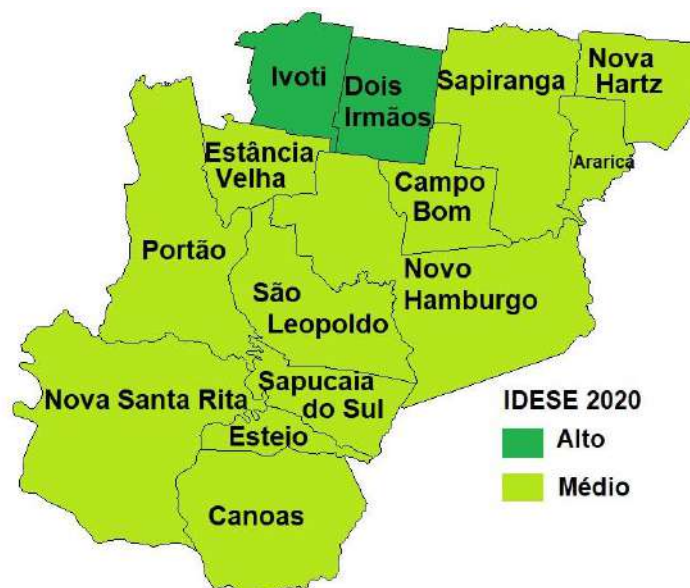 Ivoti
Dois
Irmãos
Sapiranga
Nova
Hartz
Estância
Velha
Campo
Bom
Araricá
Portão
São
Leopoldo
Novo
Hamburgo
Nova Santa Rita
Sapucaia
do Sul
Esteio
Canoas
IDESE 2020
Alto
Médio